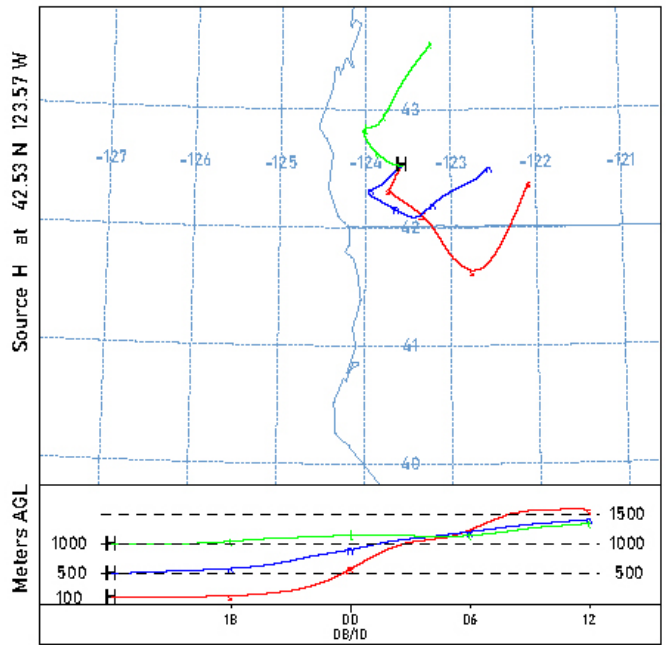 Source H at 42.53 N 123.57 W
43
-127 -126 -125 -124 -123 -122 -121
H
42
41
40
Meters AGL
1500
1000 H 1000
500 H 500
100 H
18 00 06 12
08/10